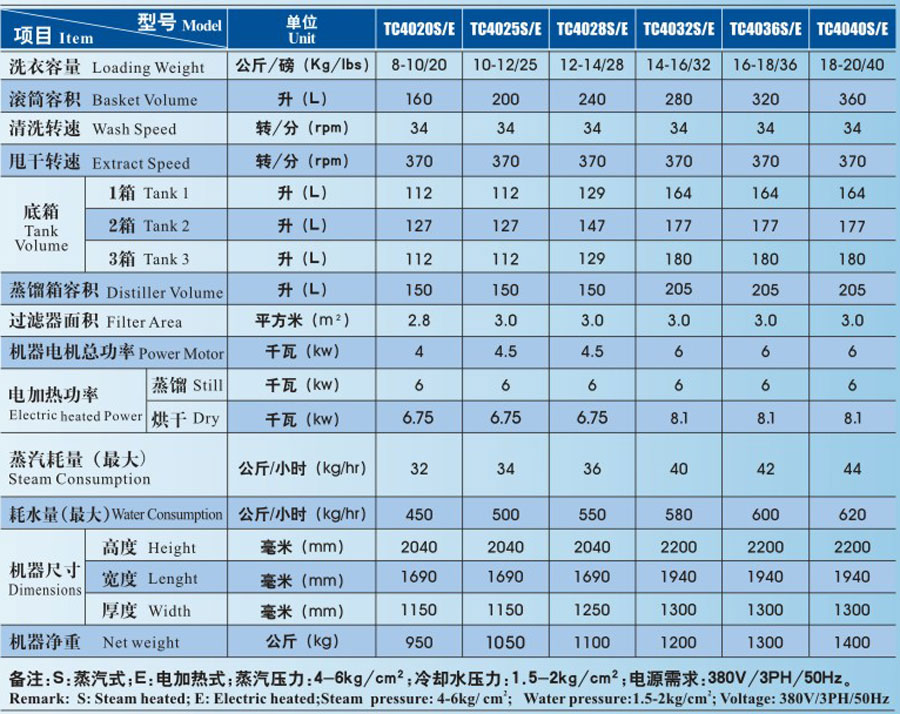 项目 Item 型号 Model 单位 Unit TC4020S/E TC4025S/E TC4028S/E TC4032S/E TC4036S/E TC4040S/E
洗衣容量 Loading Weight 公斤/磅 (Kg/lbs) 8-10/20 10-12/25 12-14/28 14-16/32 16-18/36 18-20/40
滚筒容积 Basket Volume 升 (L) 160 200 240 280 320 360
清洗转速 Wash Speed 转/分 (rpm) 34 34 34 34 34 34
甩干转速 Extract Speed 转/分 (rpm) 370 370 370 370 370 370
底箱 Tank Volume
1箱 Tank 1 升 (L) 112 112 129 164 164 164
2箱 Tank 2 升 (L) 127 127 147 177 177 177
3箱 Tank 3 升 (L) 112 112 129 180 180 180
蒸馏箱容积 Distiller Volume 升 (L) 150 150 150 205 205 205
过滤器面积 Filter Area 平方米 (m²) 2.8 3.0 3.0 3.0 3.0 3.0
机器电机总功率 Power Motor 千瓦 (kw) 4 4.5 4.5 6 6 6
电加热功率 Electric heated Power
蒸馏 Still 千瓦 (kw) 6 6 6 6 6 6
烘干 Dry 千瓦 (kw) 6.75 6.75 6.75 8.1 8.1 8.1
蒸汽耗量 (最大) Steam Consumption 公斤/小时 (kg/hr) 32 34 36 40 42 44
耗水量(最大) Water Consumption 公斤/小时 (kg/hr) 450 500 550 580 600 620
机器尺寸 Dimensions
高度 Height 毫米 (mm) 2040 2040 2040 2200 2200 2200
宽度 Lenght 毫米 (mm) 1690 1690 1690 1940 1940 1940
厚度 Width 毫米 (mm) 1150 1150 1250 1300 1300 1300
机器净重 Net weight 公斤 (kg) 950 1050 1100 1200 1300 1400
备注:S:蒸汽式;E:电加热式;蒸汽压力:4-6kg/cm²;冷却水压力:1.5-2kg/cm²;电源需求:380V/3PH/50Hz。
Remark: S: Steam heated; E: Electric heated;Steam pressure: 4-6kg/ cm²; Water pressure:1.5-2kg/cm²; Voltage: 380V/3PH/50Hz